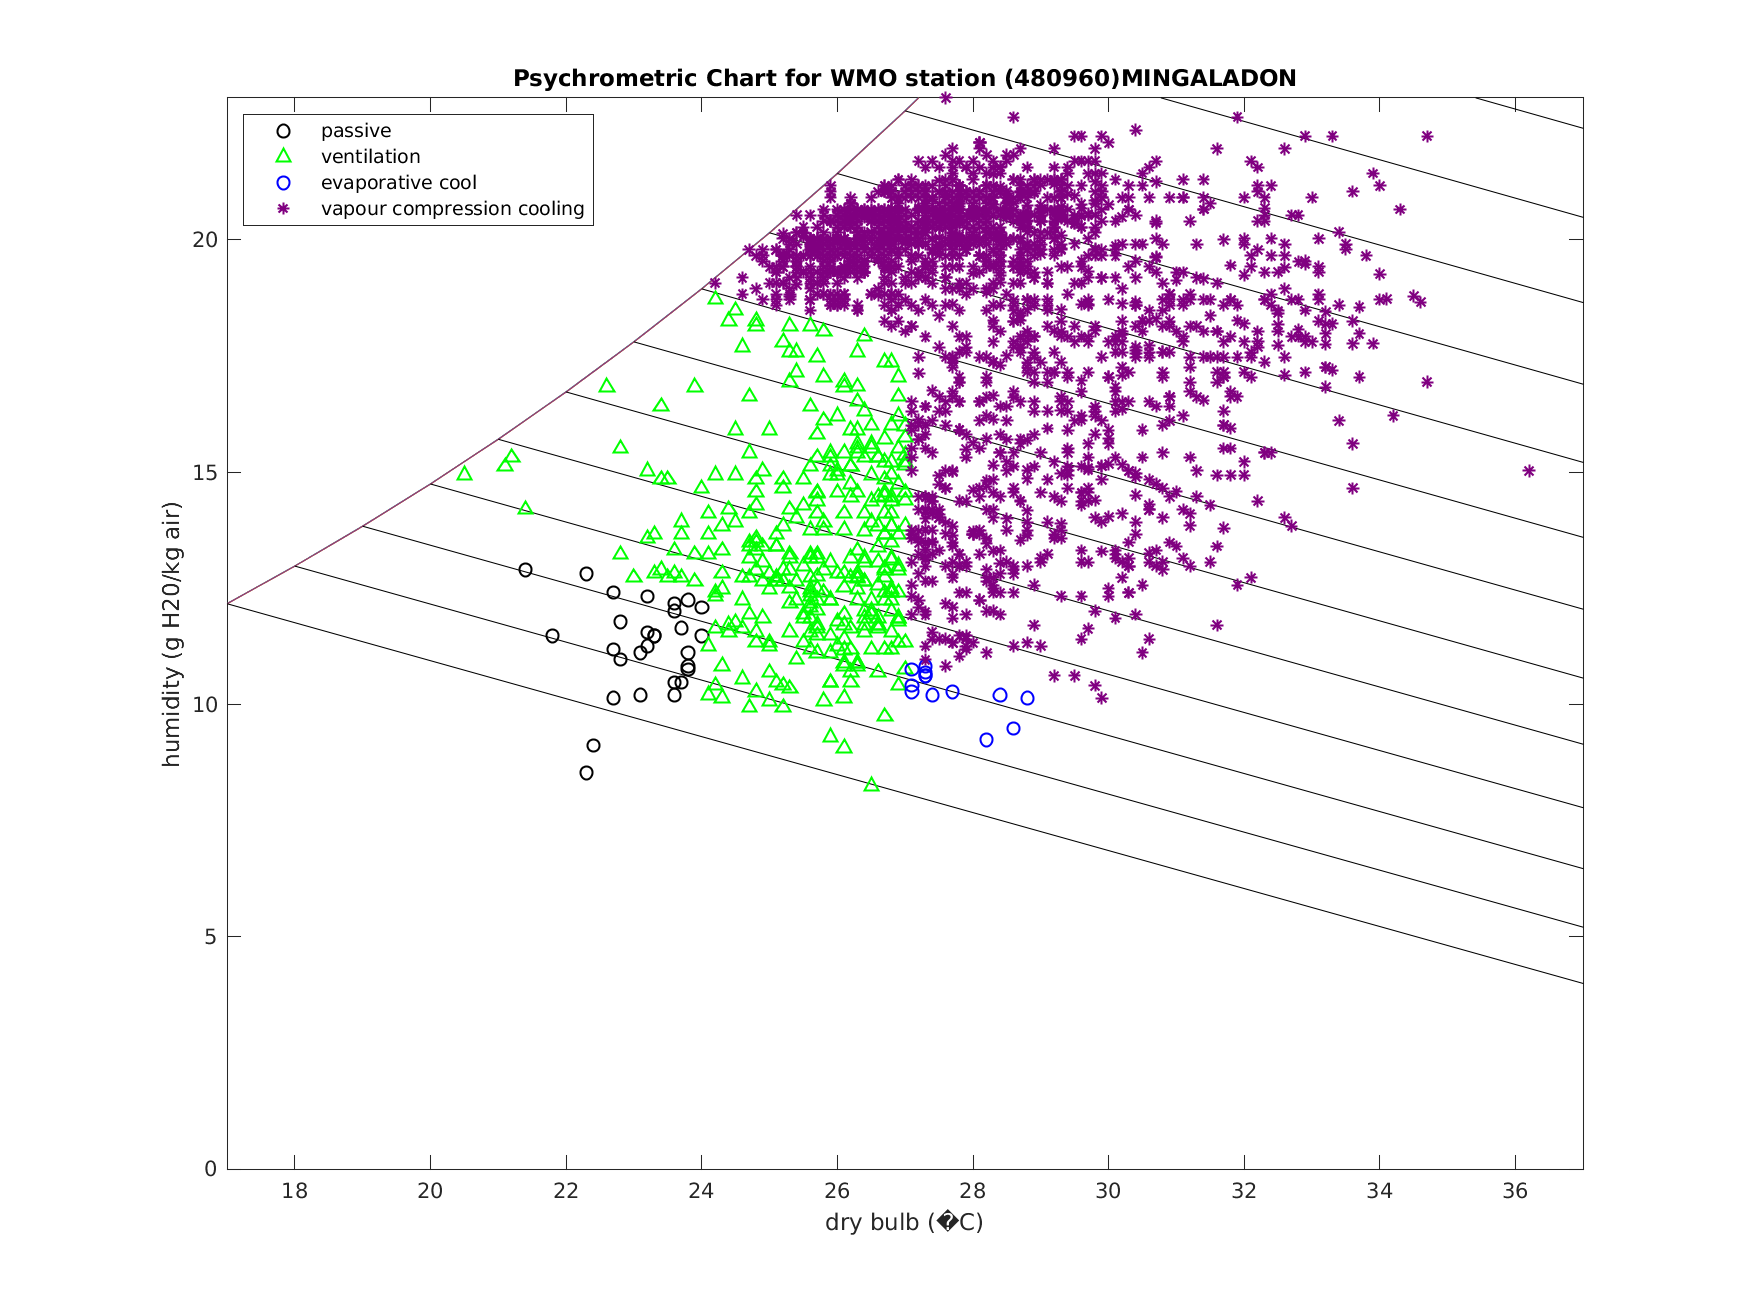 Psychrometric Chart for WMO station (480960)MINGALADON
passive
ventilation
evaporative cool
vapour compression cooling
humidity (g H20/kg air)
20
15
10
5
0
18 20 22 24 26 28 30 32 34 36
dry bulb (�C)